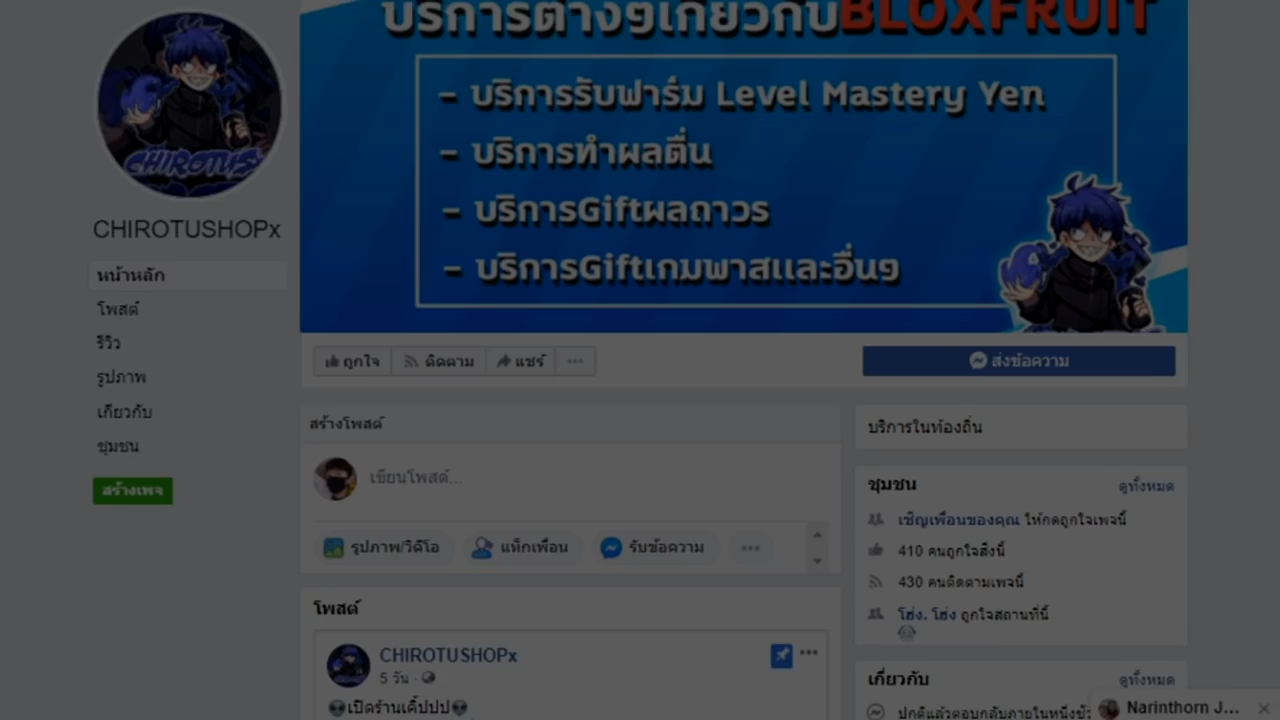 บริการต่างๆเกี่ยวกับBLOXFRUIT
- บริการรับฟาร์ม Level Mastery Yen
- บริการทำผลตื่น
- บริการGiftผลถาวร
- บริการGiftเกมพาสและอื่นๆ
CHIROTUS
CHIROTUSHOPx
หน้าหลัก
โพสต์
รีวิว
รูปภาพ
เกี่ยวกับ
ชุมชน
สร้างเพจ
ถูกใจ ติดตาม แชร์ ...
ส่งข้อความ
สร้างโพสต์
เขียนโพสต์...
รูปภาพ/วิดีโอ แท็กเพื่อน รับข้อความ ...
โพสต์
CHIROTUSHOPx
5 วัน ·
👽เปิดร้านเค้ปปป👽
บริการในท้องถิ่น
ชุมชน ดูทั้งหมด
เชิญเพื่อนของคุณ ให้กดถูกใจเพจนี้
410 คนถูกใจสิ่งนี้
430 คนติดตามเพจนี้
โฮ่ง. โฮ่ง ถูกใจสถานที่นี้
เกี่ยวกับ ดูทั้งหมด
ปกติแล้วตอบกลับภายในหนึ่งชั่ว
Narinthorn J...